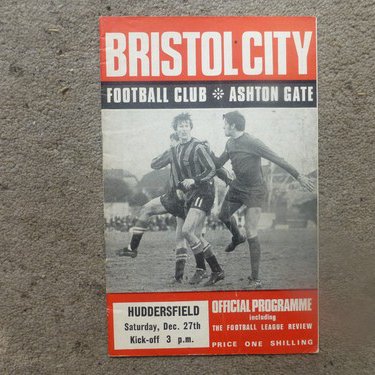 BRISTOL CITY
FOOTBALL CLUB * ASHTON GATE
11
HUDDERSFIELD
Saturday, Dec. 27th
Kick-off 3 p.m.
OFFICIAL PROGRAMME
including
THE FOOTBALL LEAGUE REVIEW
PRICE ONE SHILLING